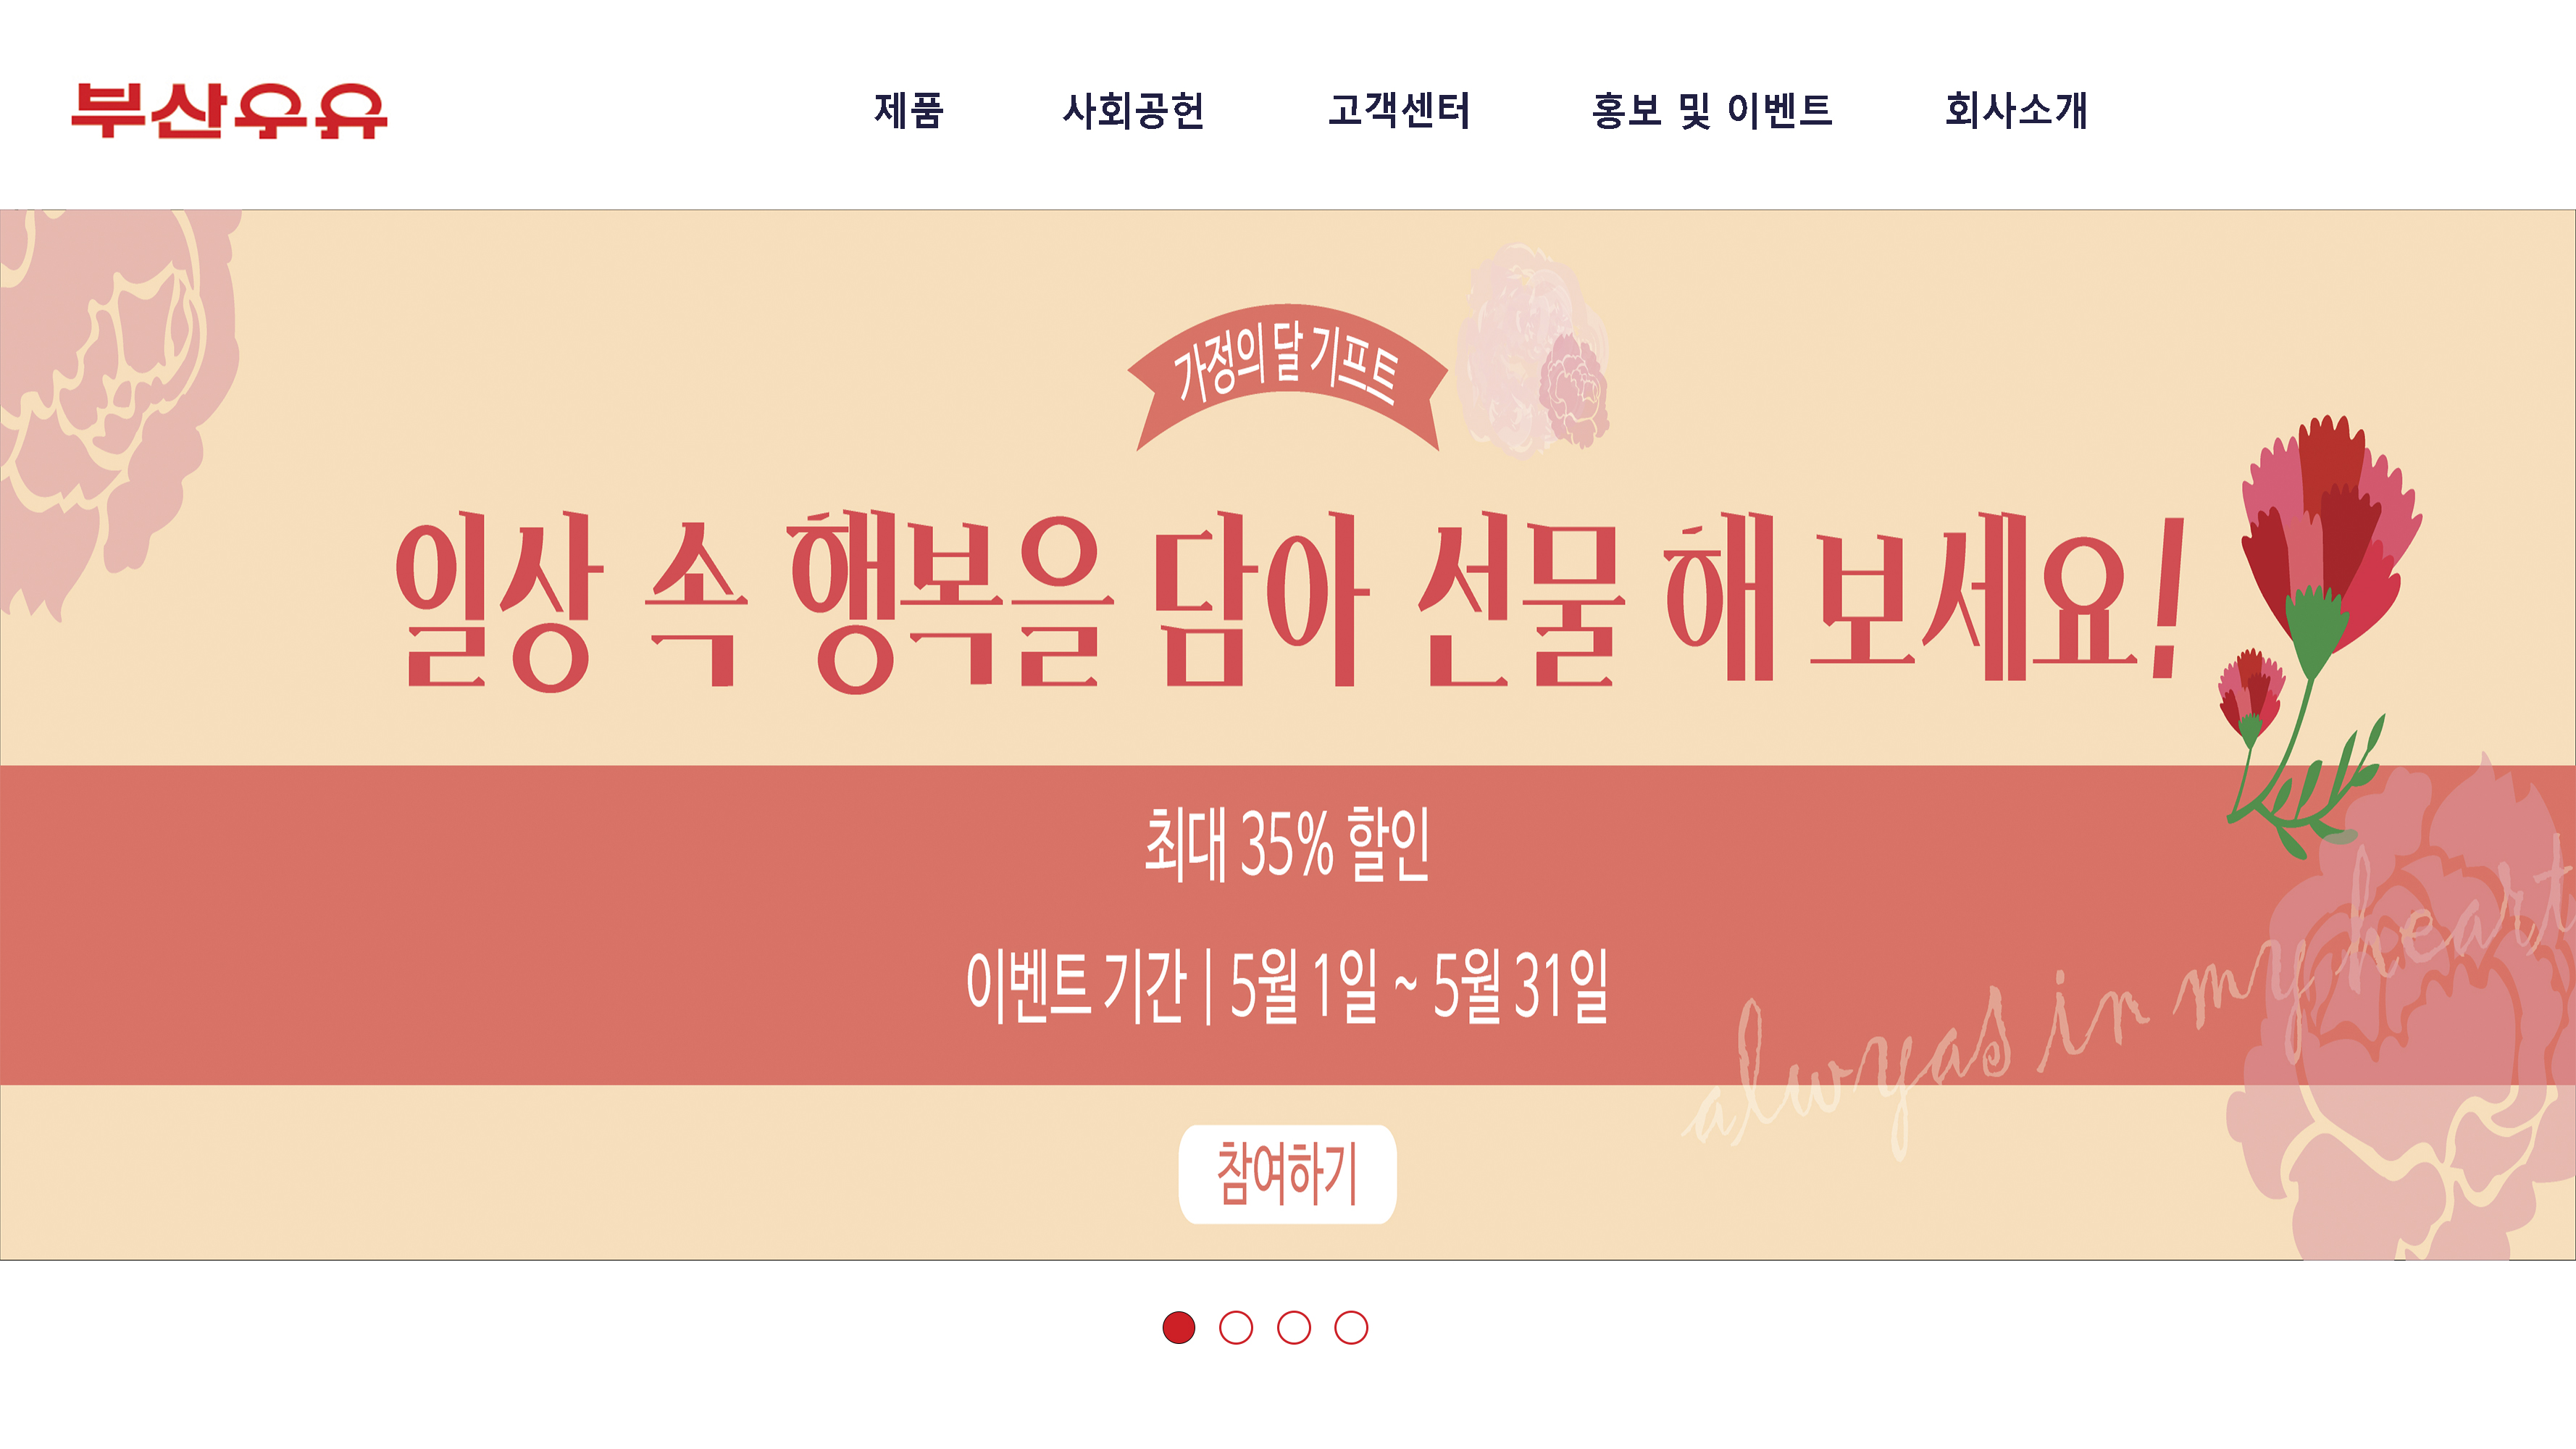 부산우유
제품 사회공헌 고객센터 홍보 및 이벤트 회사소개
가정의 달 기프트
일상 속 행복을 담아 선물 해 보세요!
최대 35% 할인
이벤트 기간 | 5월 1일 ~ 5월 31일
alwyas in my heart
참여하기